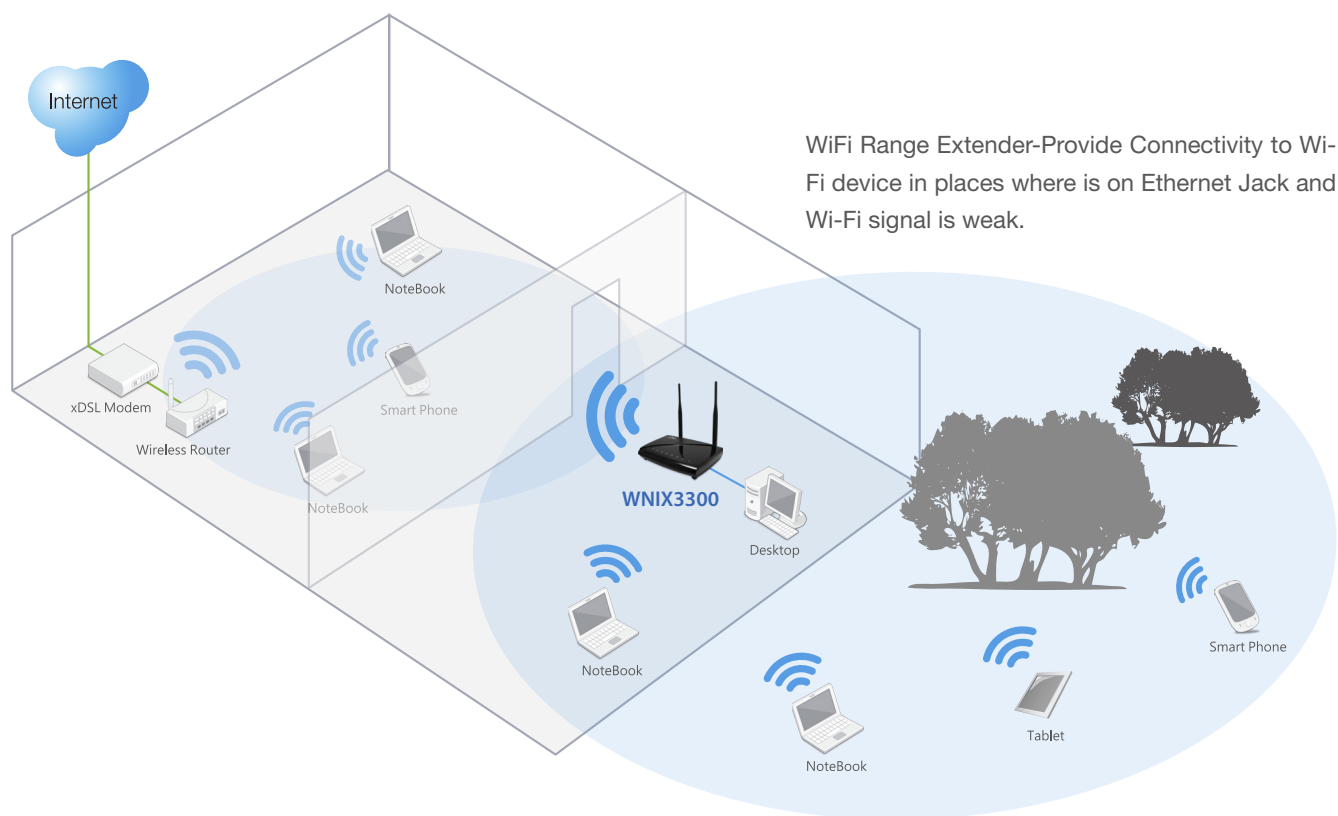 Internet
WiFi Range Extender-Provide Connectivity to Wi-
Fi device in places where is on Ethernet Jack and
Wi-Fi signal is weak.
NoteBook
xDSL Modem
Smart Phone
Wireless Router
NoteBook
WNIX3300
Desktop
NoteBook
Smart Phone
Tablet
NoteBook